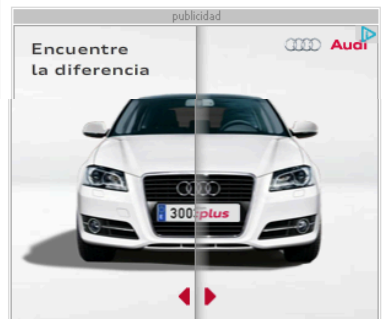 publicidad
Encuentre
la diferencia
Audi
300:plus